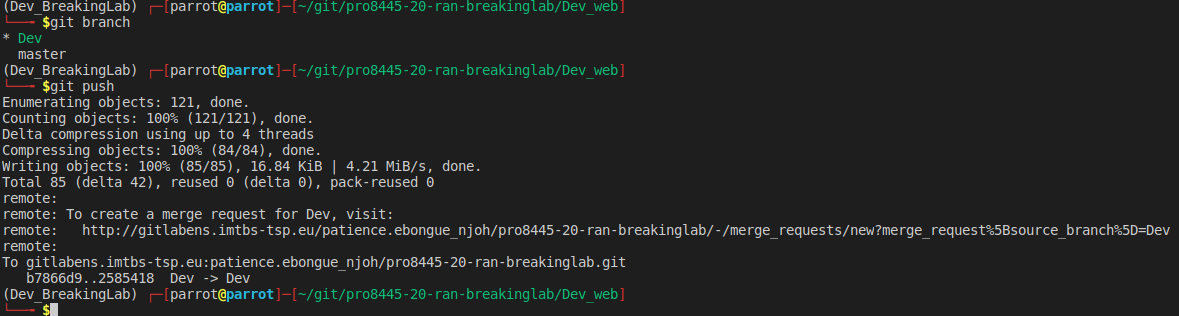 (Dev_BreakingLab) ┌─[parrot@parrot]─[~/git/pro8445-20-ran-breakinglab/Dev_web]
└──╼ $git branch
* Dev
  master
(Dev_BreakingLab) ┌─[parrot@parrot]─[~/git/pro8445-20-ran-breakinglab/Dev_web]
└──╼ $git push
Enumerating objects: 121, done.
Counting objects: 100% (121/121), done.
Delta compression using up to 4 threads
Compressing objects: 100% (84/84), done.
Writing objects: 100% (85/85), 16.84 KiB | 4.21 MiB/s, done.
Total 85 (delta 42), reused 0 (delta 0), pack-reused 0
remote:
remote: To create a merge request for Dev, visit:
remote:   http://gitlabens.imtbs-tsp.eu/patience.ebongue_njoh/pro8445-20-ran-breakinglab/-/merge_requests/new?merge_request%5Bsource_branch%5D=Dev
remote:
To gitlabens.imtbs-tsp.eu:patience.ebongue_njoh/pro8445-20-ran-breakinglab.git
   b7866d9..2585418  Dev -> Dev
(Dev_BreakingLab) ┌─[parrot@parrot]─[~/git/pro8445-20-ran-breakinglab/Dev_web]
└──╼ $